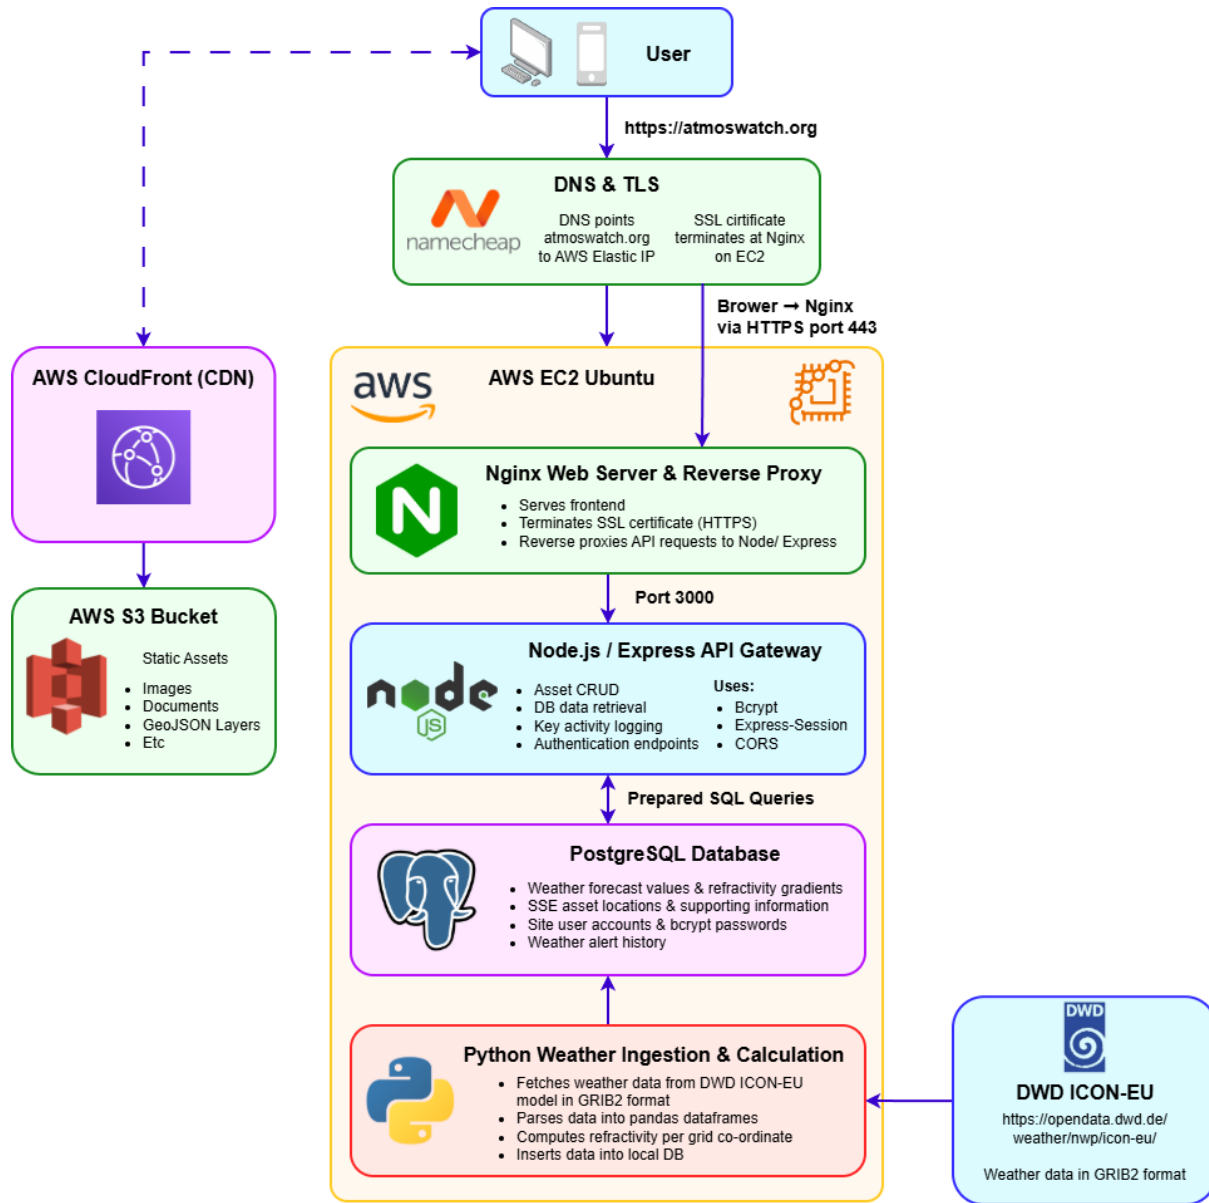 User
https://atmoswatch.org
DNS & TLS
namecheap
DNS points
atmoswatch.org
to AWS Elastic IP
SSL cirtificate
terminates at Nginx
on EC2
Brower → Nginx
via HTTPS port 443
AWS CloudFront (CDN)
aws
AWS EC2 Ubuntu
N
Nginx Web Server & Reverse Proxy
• Serves frontend
• Terminates SSL certificate (HTTPS)
• Reverse proxies API requests to Node/ Express
AWS S3 Bucket
Static Assets
• Images
• Documents
• GeoJSON Layers
• Etc
Port 3000
Node.js / Express API Gateway
node
JS
• Asset CRUD
• DB data retrieval
• Key activity logging
• Authentication endpoints
Uses:
• Bcrypt
• Express-Session
• CORS
Prepared SQL Queries
PostgreSQL Database
• Weather forecast values & refractivity gradients
• SSE asset locations & supporting information
• Site user accounts & bcrypt passwords
• Weather alert history
Python Weather Ingestion & Calculation
• Fetches weather data from DWD ICON-EU
model in GRIB2 format
• Parses data into pandas dataframes
• Computes refractivity per grid co-ordinate
• Inserts data into local DB
DWD
DWD ICON-EU
https://opendata.dwd.de/
weather/nwp/icon-eu/
Weather data in GRIB2 format